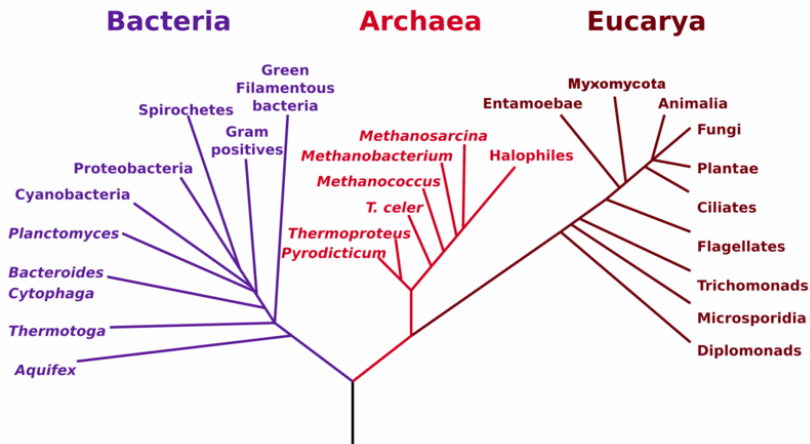 Bacteria
Archaea
Eucarya
Green
Filamentous
bacteria
Spirochetes
Gram
positives
Proteobacteria
Cyanobacteria
Planctomyces
Bacteroides
Cytophaga
Thermotoga
Aquifex
Methanosarcina
Methanobacterium
Halophiles
Methanococcus
T. celer
Thermoproteus
Pyrodicticum
Entamoebae
Myxomycota
Animalia
Fungi
Plantae
Ciliates
Flagellates
Trichomonads
Microsporidia
Diplomonads